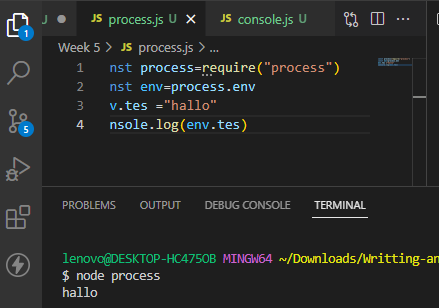 U JS process.js U JS console.js U
Week 5 > JS process.js > ...
1 nst process=require("process")
2 nst env=process.env
3 v.tes ="hallo"
4 nsole.log(env.tes)
PROBLEMS OUTPUT DEBUG CONSOLE TERMINAL
lenovo@DESKTOP-HC4750B MINGW64 ~/Downloads/Writting-an
$ node process
hallo
1
5